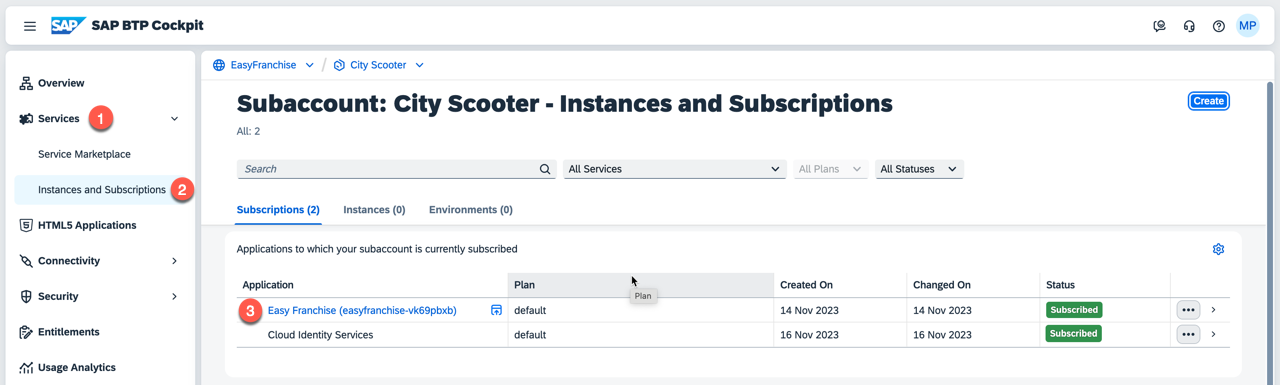 SAP SAP BTP Cockpit MP
Overview
Services 1
Service Marketplace
Instances and Subscriptions 2
HTML5 Applications
Connectivity
Security
Entitlements
Usage Analytics
EasyFranchise / City Scooter
Subaccount: City Scooter - Instances and Subscriptions Create
All: 2
Search All Services All Plans All Statuses
Subscriptions (2) Instances (0) Environments (0)
Applications to which your subaccount is currently subscribed
Application Plan Created On Changed On Status
Plan
3 Easy Franchise (easyfranchise-vk69pbxb) default 14 Nov 2023 14 Nov 2023 Subscribed
Cloud Identity Services default 16 Nov 2023 16 Nov 2023 Subscribed